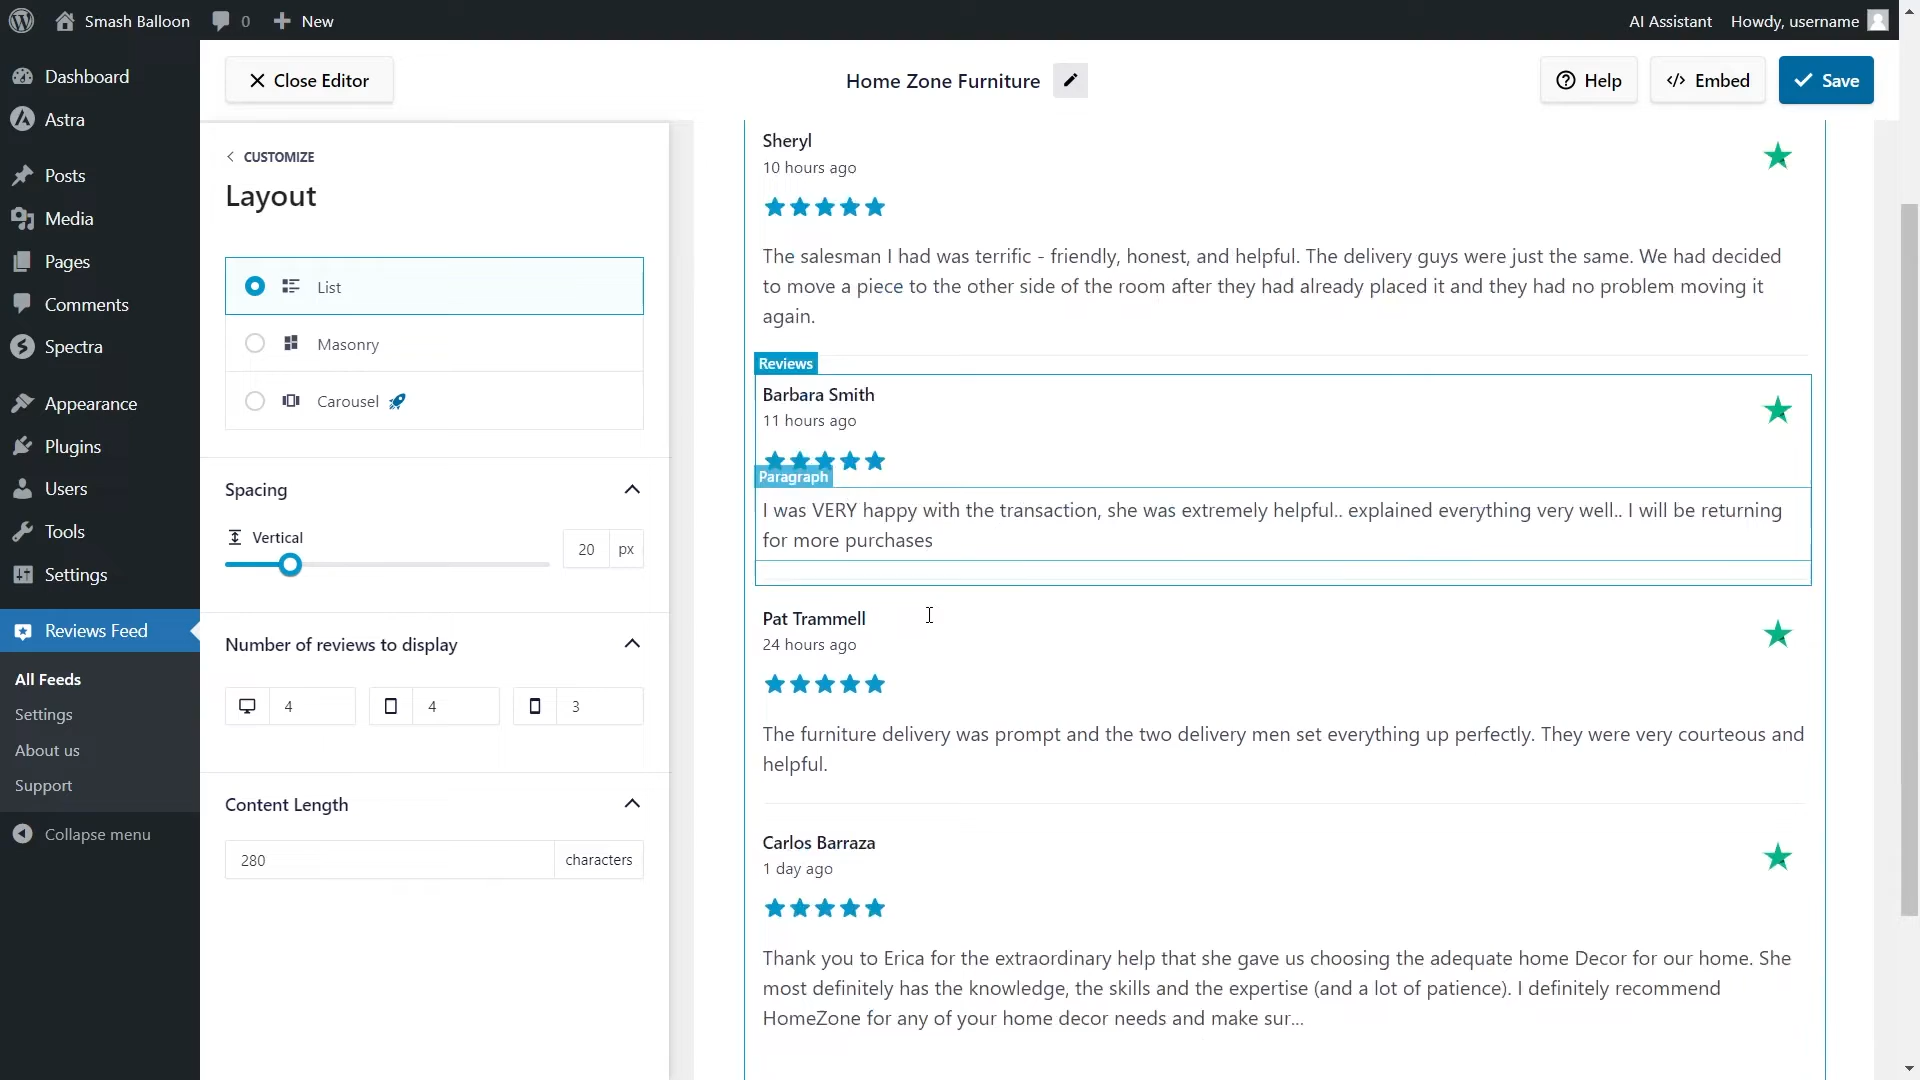 Smash Balloon
0
New
AI Assistant
Howdy, username
Dashboard
Astra
Posts
Media
Pages
Comments
Spectra
Appearance
Plugins
Users
Tools
Settings
Reviews Feed
All Feeds
Settings
About us
Support
Collapse menu
Close Editor
Home Zone Furniture
Help
Embed
Save
CUSTOMIZE
Layout
List
Masonry
Carousel
Spacing
Vertical
20 px
Number of reviews to display
4
4
3
Content Length
280 characters
Sheryl
10 hours ago
The salesman I had was terrific - friendly, honest, and helpful. The delivery guys were just the same. We had decided
to move a piece to the other side of the room after they had already placed it and they had no problem moving it
again.
Reviews
Barbara Smith
11 hours ago
Paragraph
I was VERY happy with the transaction, she was extremely helpful.. explained everything very well.. I will be returning
for more purchases
Pat Trammell
24 hours ago
The furniture delivery was prompt and the two delivery men set everything up perfectly. They were very courteous and
helpful.
Carlos Barraza
1 day ago
Thank you to Erica for the extraordinary help that she gave us choosing the adequate home Decor for our home. She
most definitely has the knowledge, the skills and the expertise (and a lot of patience). I definitely recommend
HomeZone for any of your home decor needs and make sur...